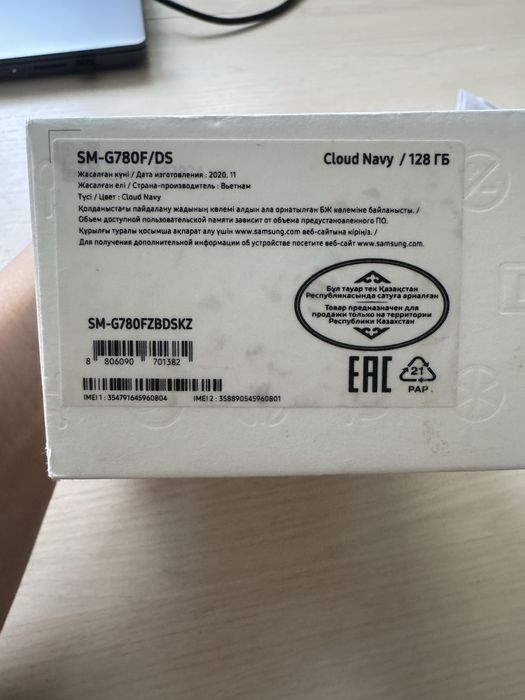 SM-G780F/DS
Cloud Navy / 128 ГБ
Жасалған күні / Дата изготовления : 2020. 11
Жасалған елі / Страна-производитель : Вьетнам
Түсі / Цвет : Cloud Navy
Қолданыстағы пайдалану жадының көлемі алдын ала орнатылған БЖ көлеміне байланысты. /
Объем доступной пользовательской памяти зависит от объема предустановленного ПО.
Құрылғы туралы қосымша ақпарат алу үшін www.samsung.com веб-сайтына кіріңіз. /
Для получения дополнительной информации об устройстве посетите веб-сайт www.samsung.com.
Бұл тауар тек Қазақстан
Республикасында сатуға арналған
Товар предназначен для
продажи только на территории
Республики Казахстан
SM-G780FZBDSKZ
8 806090 701382
EAC
21
PAP
IMEI 1 : 354791645960804
IMEI 2 : 358890545960801